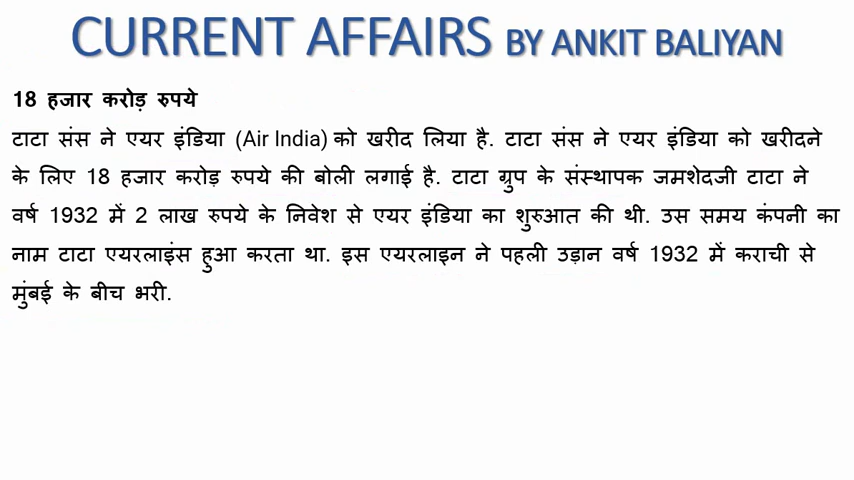 CURRENT AFFAIRS BY ANKIT BALIYAN
18 हजार करोड़ रुपये
टाटा संस ने एयर इंडिया (Air India) को खरीद लिया है. टाटा संस ने एयर इंडिया को खरीदने
के लिए 18 हजार करोड़ रुपये की बोली लगाई है. टाटा ग्रुप के संस्थापक जमशेदजी टाटा ने
वर्ष 1932 में 2 लाख रुपये के निवेश से एयर इंडिया का शुरुआत की थी. उस समय कंपनी का
नाम टाटा एयरलाइंस हुआ करता था. इस एयरलाइन ने पहली उड़ान वर्ष 1932 में कराची से
मुंबई के बीच भरी.